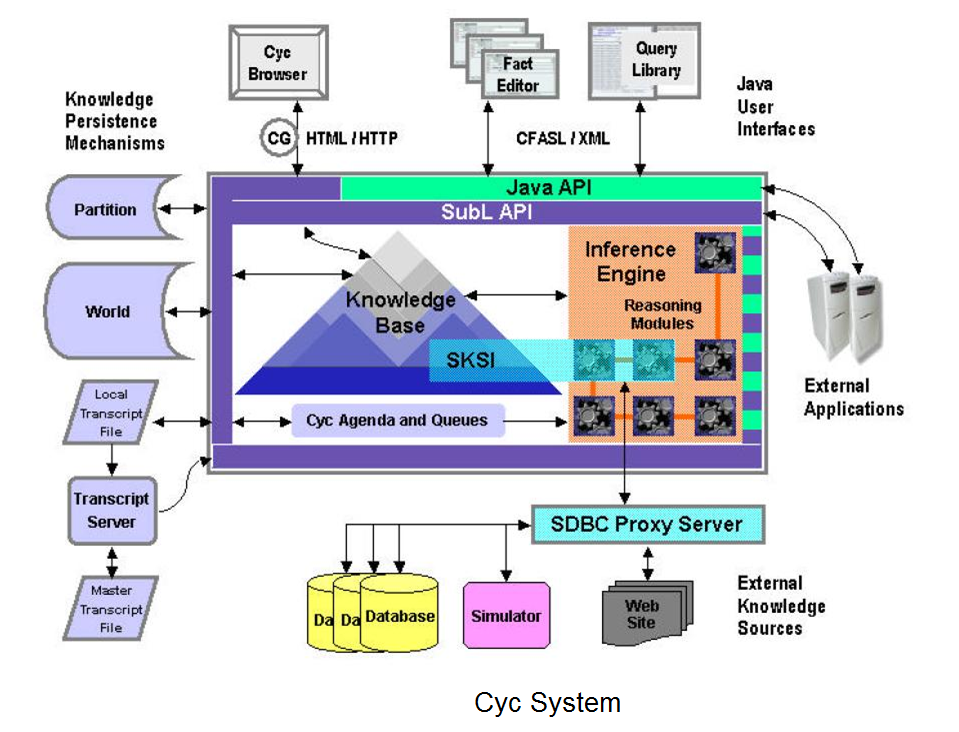 Cyc
Browser
Fact
Editor
Query
Library
Knowledge
Persistence
Mechanisms
Java
User
Interfaces
CG
HTML / HTTP
CFASL / XML
Java API
SubL API
Partition
World
Local
Transcript
File
Transcript
Server
Master
Transcript
File
Knowledge
Base
Inference
Engine
Reasoning
Modules
SKSI
Cyc Agenda and Queues
External
Applications
SDBC Proxy Server
Da
Da
Database
Simulator
Web
Site
External
Knowledge
Sources
Cyc System